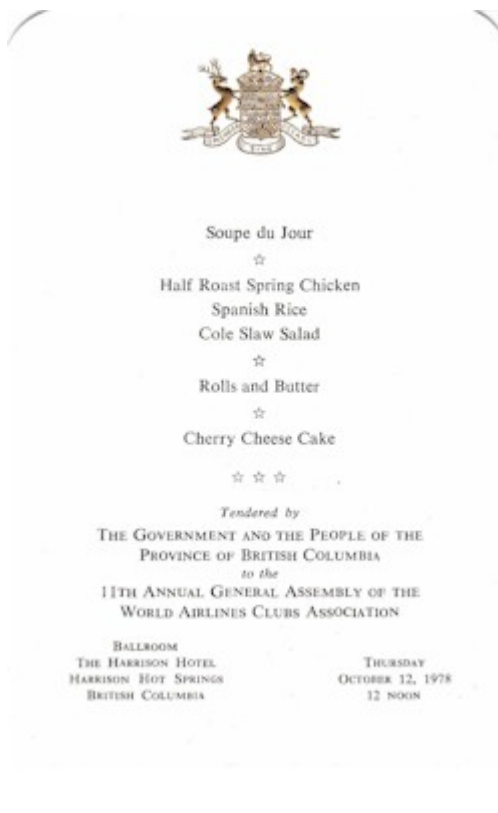 Soupe du Jour
☆
Half Roast Spring Chicken
Spanish Rice
Cole Slaw Salad
☆
Rolls and Butter
☆
Cherry Cheese Cake
☆ ☆ ☆
Tendered by
THE GOVERNMENT AND THE PEOPLE OF THE
PROVINCE OF BRITISH COLUMBIA
to the
11TH ANNUAL GENERAL ASSEMBLY OF THE
WORLD AIRLINES CLUBS ASSOCIATION
BALLROOM
THE HARRISON HOTEL
HARRISON HOT SPRINGS
BRITISH COLUMBIA
THURSDAY
OCTOBER 12, 1978
12 NOON